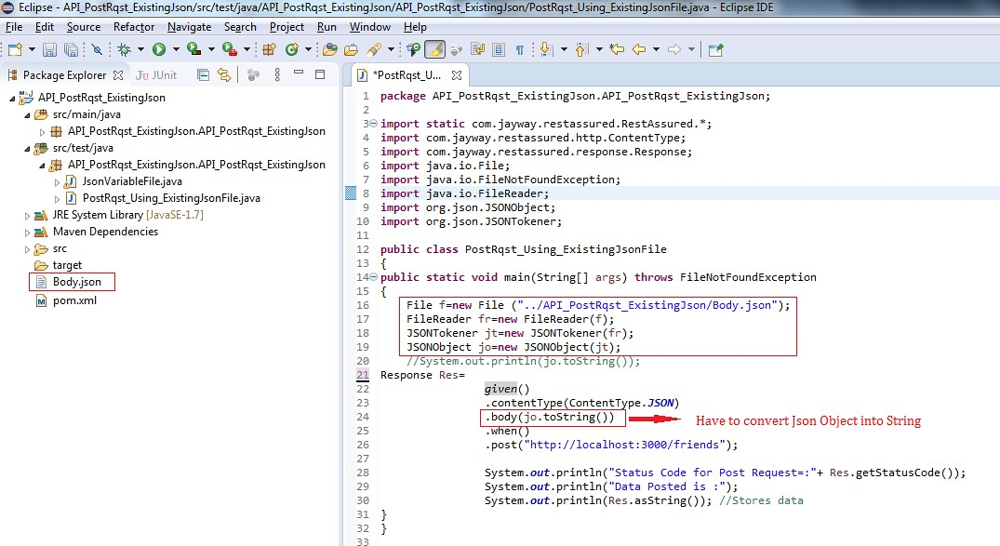 Eclipse - API_PostRqst_ExistingJson/src/test/java/API_PostRqst_ExistingJson/API_PostRqst_ExistingJson/PostRqst_Using_ExistingJsonFile.java - Eclipse IDE
File Edit Source Refactor Navigate Search Project Run Window Help
Package Explorer JUnit
API_PostRqst_ExistingJson
src/main/java
API_PostRqst_ExistingJson.API_PostRqst_ExistingJson
src/test/java
API_PostRqst_ExistingJson.API_PostRqst_ExistingJson
JsonVariableFile.java
PostRqst_Using_ExistingJsonFile.java
JRE System Library [JavaSE-1.7]
Maven Dependencies
src
target
Body.json
pom.xml
*PostRqst_U...
1 package API_PostRqst_ExistingJson.API_PostRqst_ExistingJson;
2
3 import static com.jayway.restassured.RestAssured.*;
4 import com.jayway.restassured.http.ContentType;
5 import com.jayway.restassured.response.Response;
6 import java.io.File;
7 import java.io.FileNotFoundException;
8 import java.io.FileReader;
9 import org.json.JSONObject;
10 import org.json.JSONTokener;
11
12 public class PostRqst_Using_ExistingJsonFile
13 {
14 public static void main(String[] args) throws FileNotFoundException
15 {
16 File f=new File ("../API_PostRqst_ExistingJson/Body.json");
17 FileReader fr=new FileReader(f);
18 JSONTokener jt=new JSONTokener(fr);
19 JSONObject jo=new JSONObject(jt);
20 //System.out.println(jo.toString());
21 Response Res=
22 given()
23 .contentType(ContentType.JSON)
24 .body(jo.toString()) Have to convert Json Object into String
25 .when()
26 .post("http://localhost:3000/friends");
27
28 System.out.println("Status Code for Post Request=:"+ Res.getStatusCode());
29 System.out.println("Data Posted is :");
30 System.out.println(Res.asString()); //Stores data
31 }
32 }
33